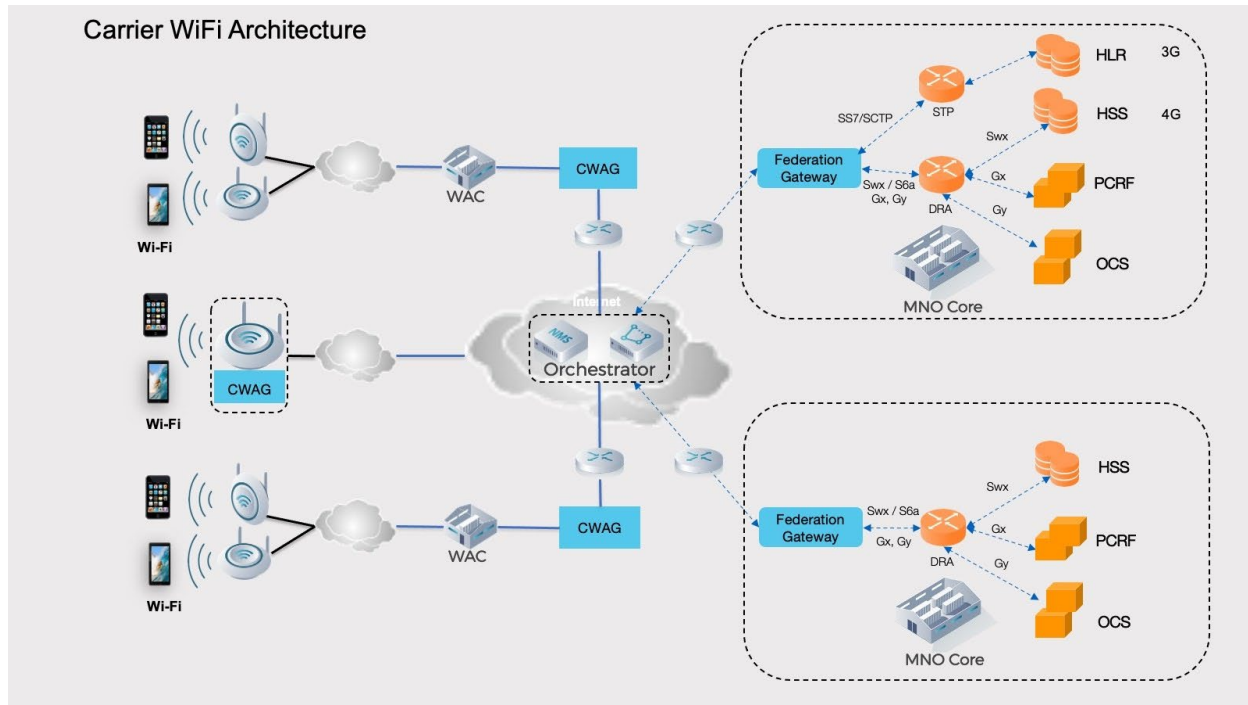 Carrier WiFi Architecture
Wi-Fi
WAC
CWAG
Wi-Fi
CWAG
Internet
NMS
Orchestrator
Wi-Fi
WAC
CWAG
HLR
3G
STP
SS7/SCTP
HSS
4G
Swx
Federation
Gateway
Swx / S6a
Gx, Gy
DRA
Gx
PCRF
Gy
OCS
MNO Core
HSS
Swx
Federation
Gateway
Swx / S6a
Gx, Gy
DRA
Gx
PCRF
Gy
OCS
MNO Core